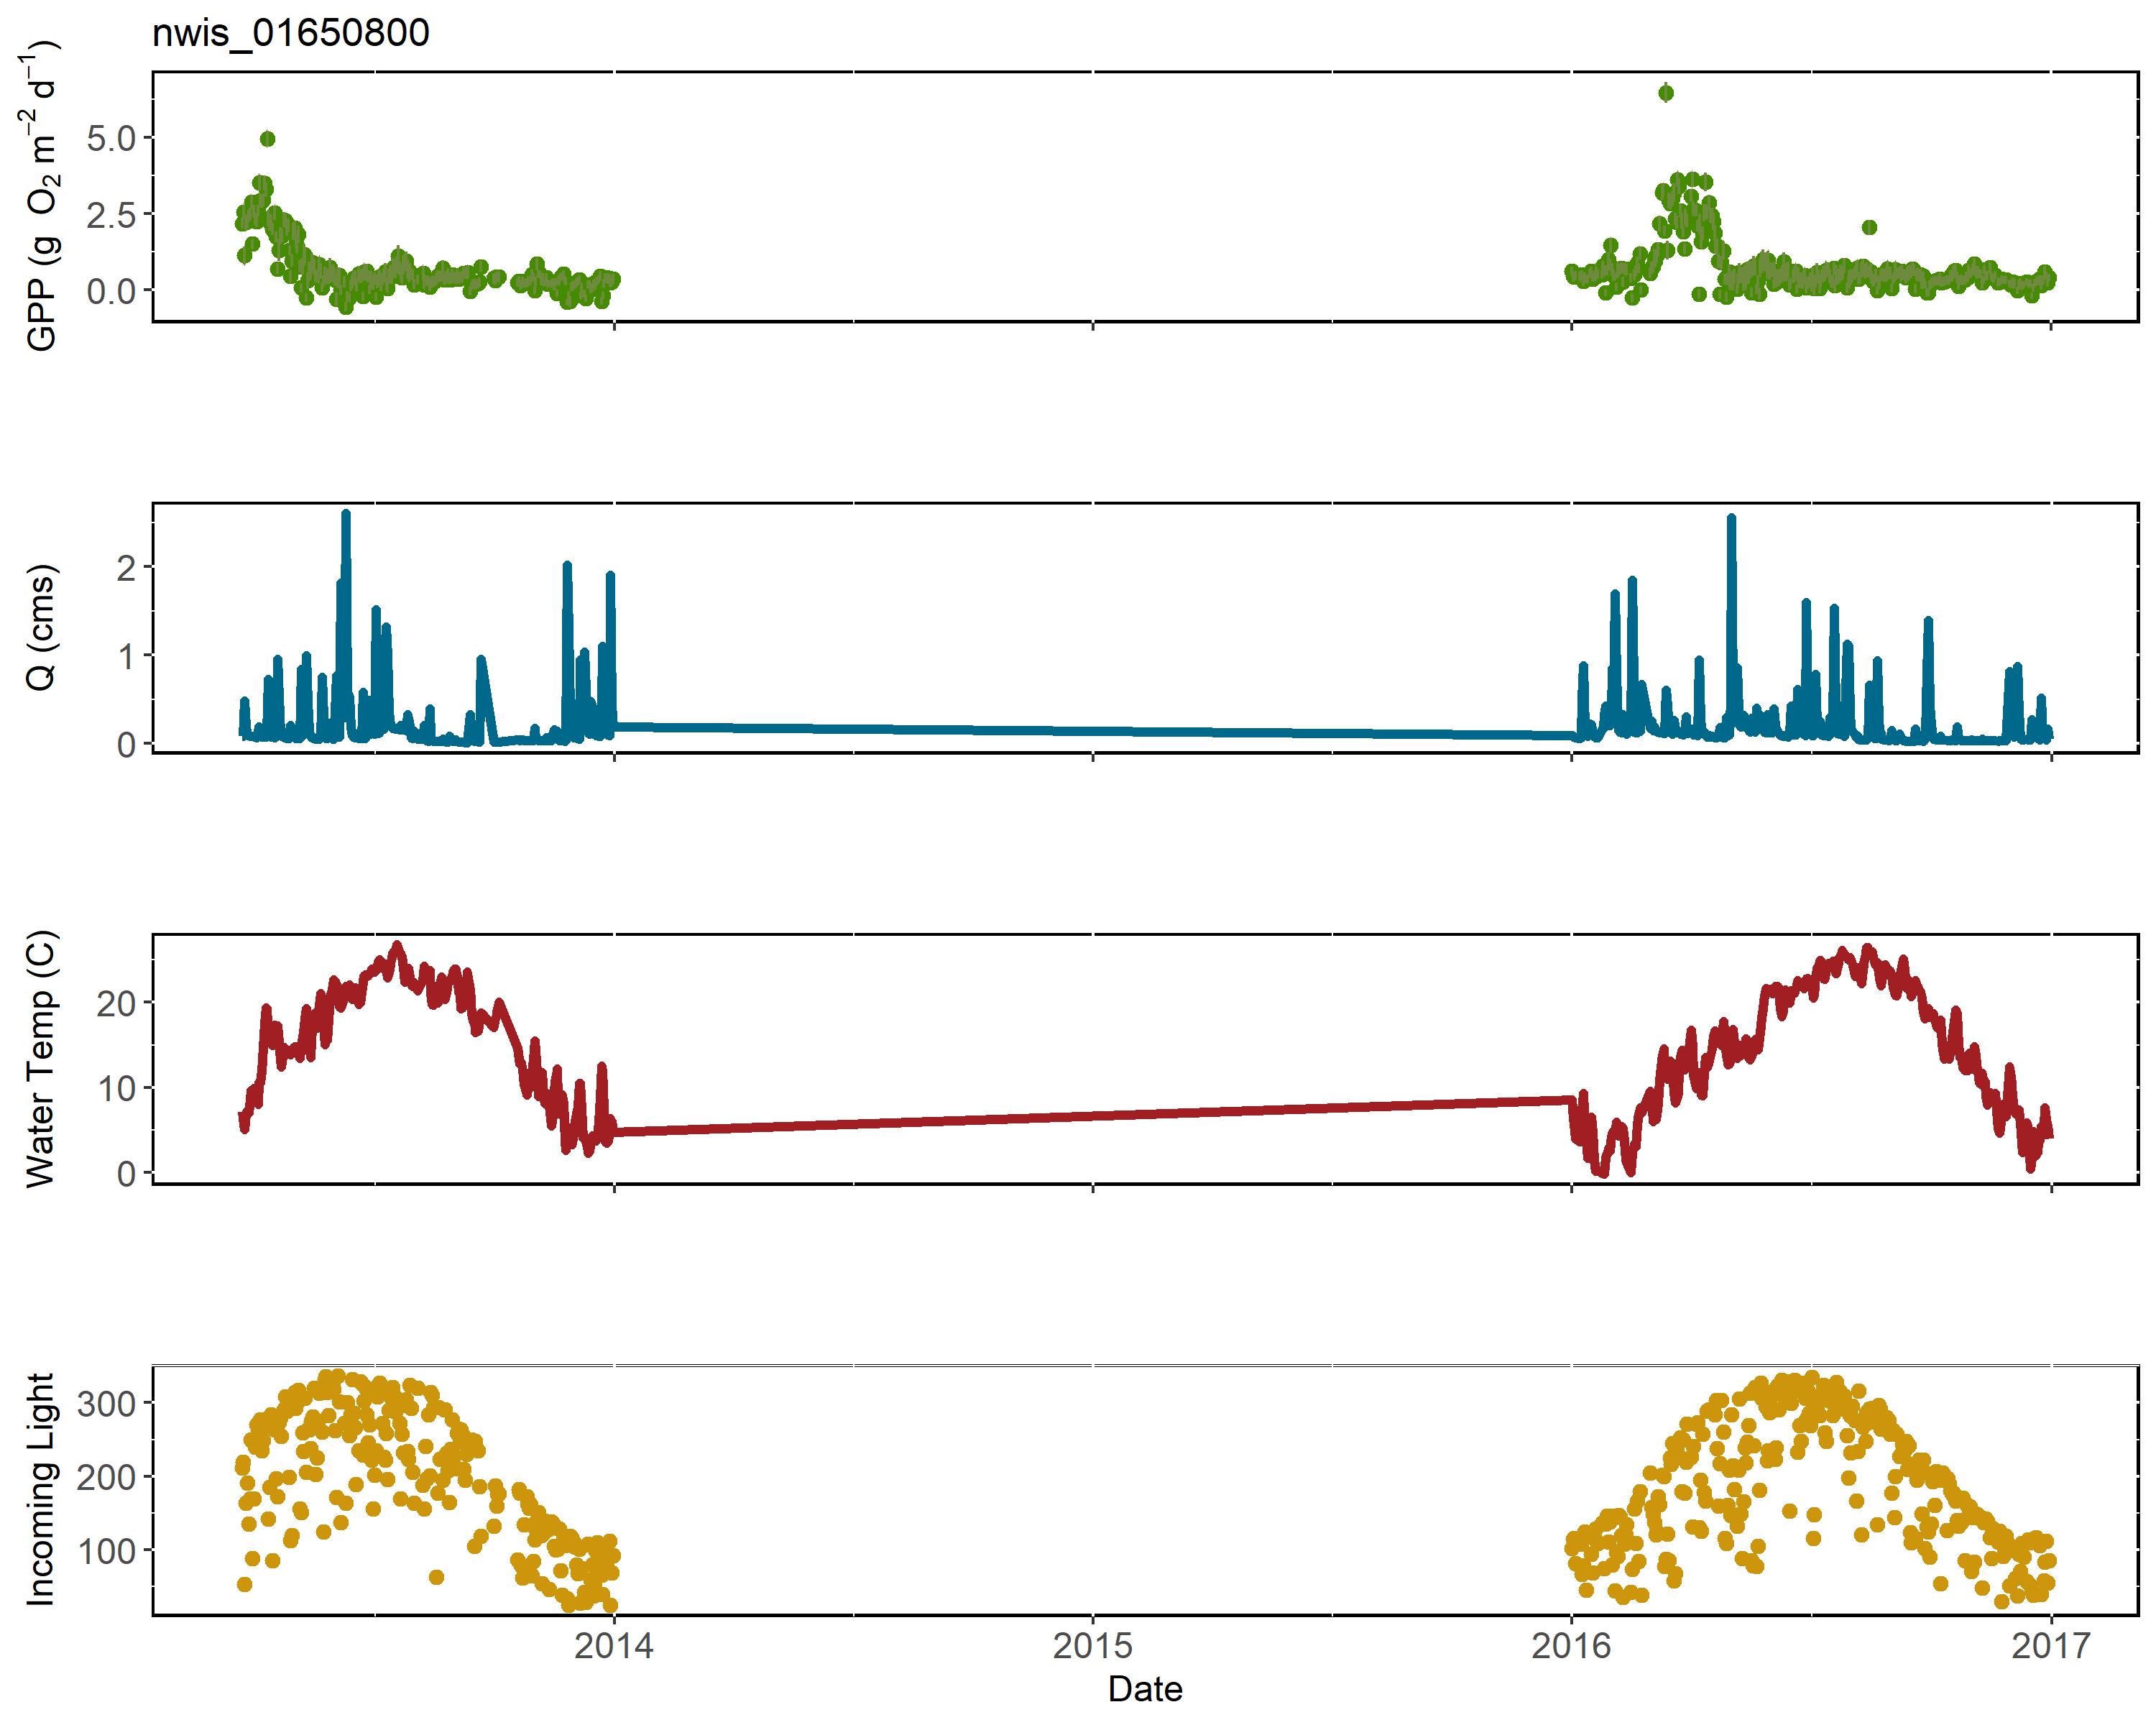 nwis_01650800
GPP (g O₂ m⁻² d⁻¹)
5.0
2.5
0.0
Q (cms)
2
1
0
Water Temp (C)
20
10
0
Incoming Light
300
200
100
2014 2015 2016 2017
Date